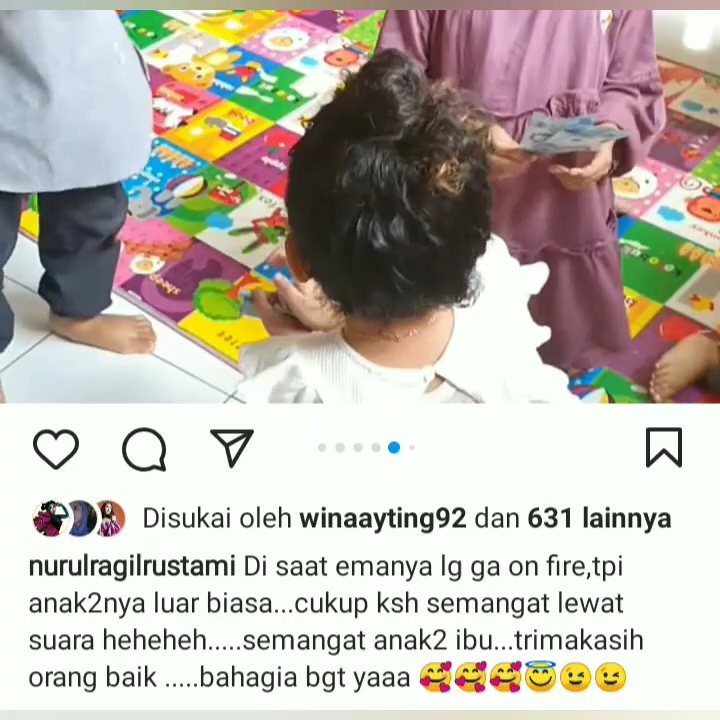 Disukai oleh winaayting92 dan 631 lainnya
nurulragilrustami Di saat emanya lg ga on fire,tpi
anak2nya luar biasa...cukup ksh semangat lewat
suara heheheh.....semangat anak2 ibu...trimakasih
orang baik .....bahagia bgt yaaa 🥰🥰🥰😇😉😉